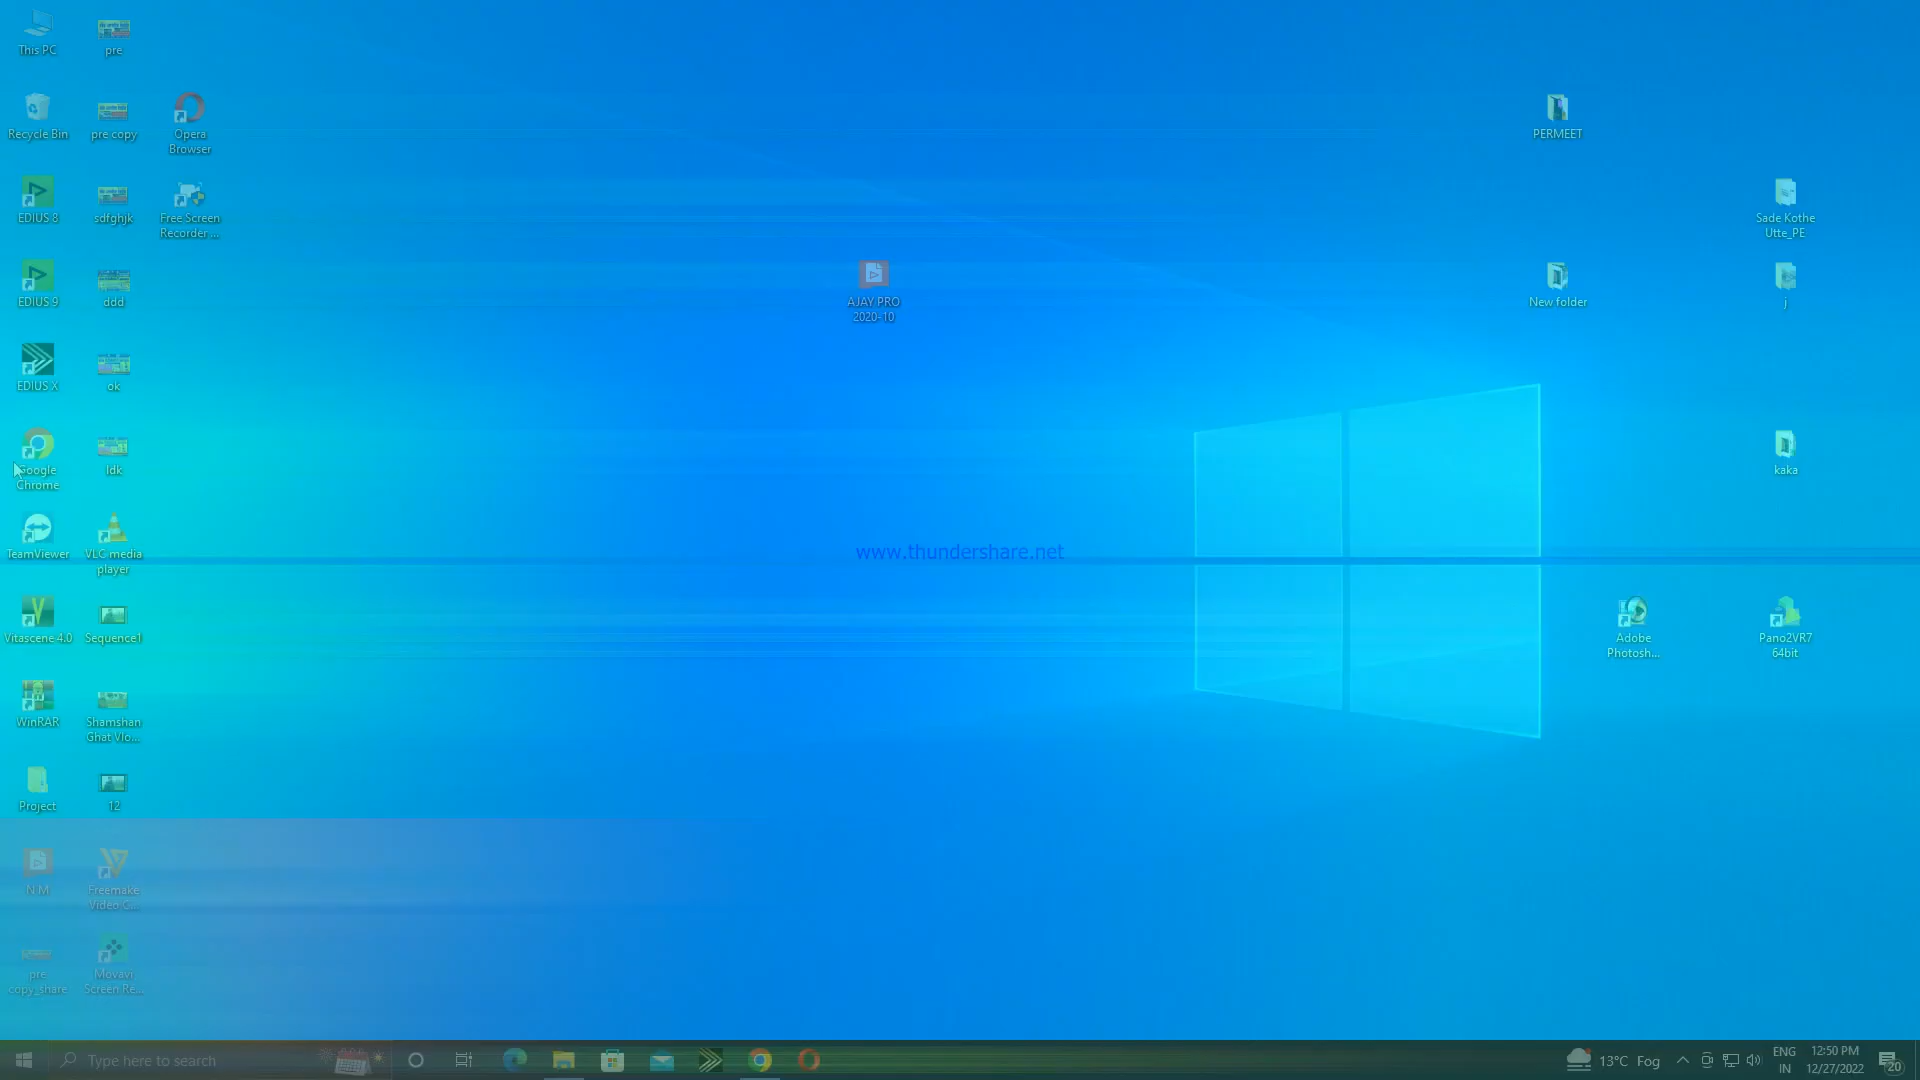 This PC
pre
Recycle Bin
pre copy
Opera
Browser
PERMEET
EDIUS 8
sdfghjk
Free Screen
Recorder ...
Sade Kothe
Utte_PE
EDIUS 9
ddd
AJAY PRO
2020-10
New folder
j
EDIUS X
ok
Google
Chrome
ldk
kaka
TeamViewer
VLC media
player
www.thundershare.net
Vitascene 4.0
Sequence1
Adobe
Photosh...
Pano2VR7
64bit
WinRAR
Shamshan
Ghat Vlo...
Project
12
N M
Freemake
Video C...
pre
copy_share
Movavi
Screen Re...
Type here to search
13°C Fog
ENG
IN
12:50 PM
12/27/2022
20